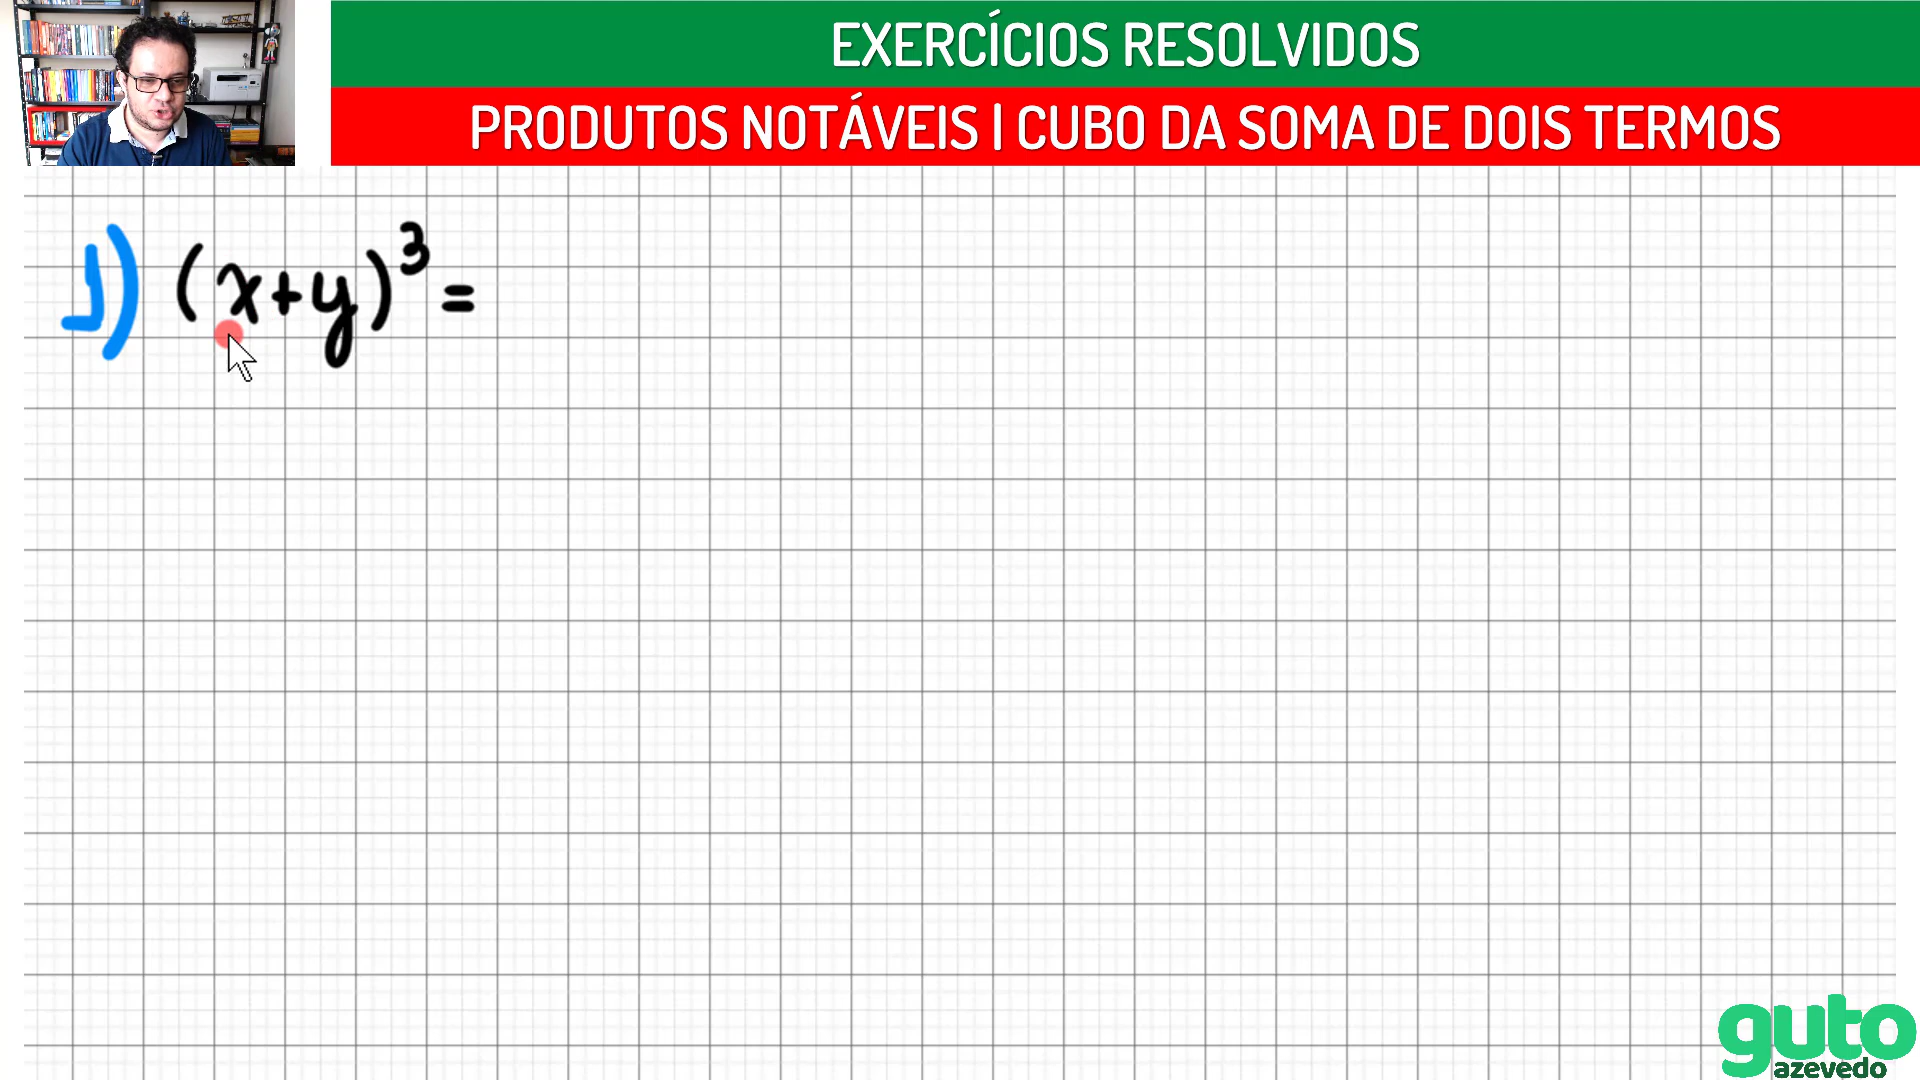 EXERCÍCIOS RESOLVIDOS
PRODUTOS NOTÁVEIS | CUBO DA SOMA DE DOIS TERMOS
1) (x+y)³=
guto
azevedo